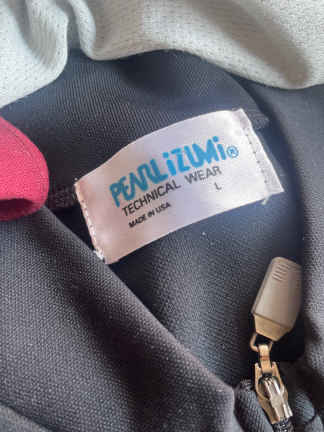 PEARL iZUMi®
TECHNICAL WEAR
MADE IN USA L